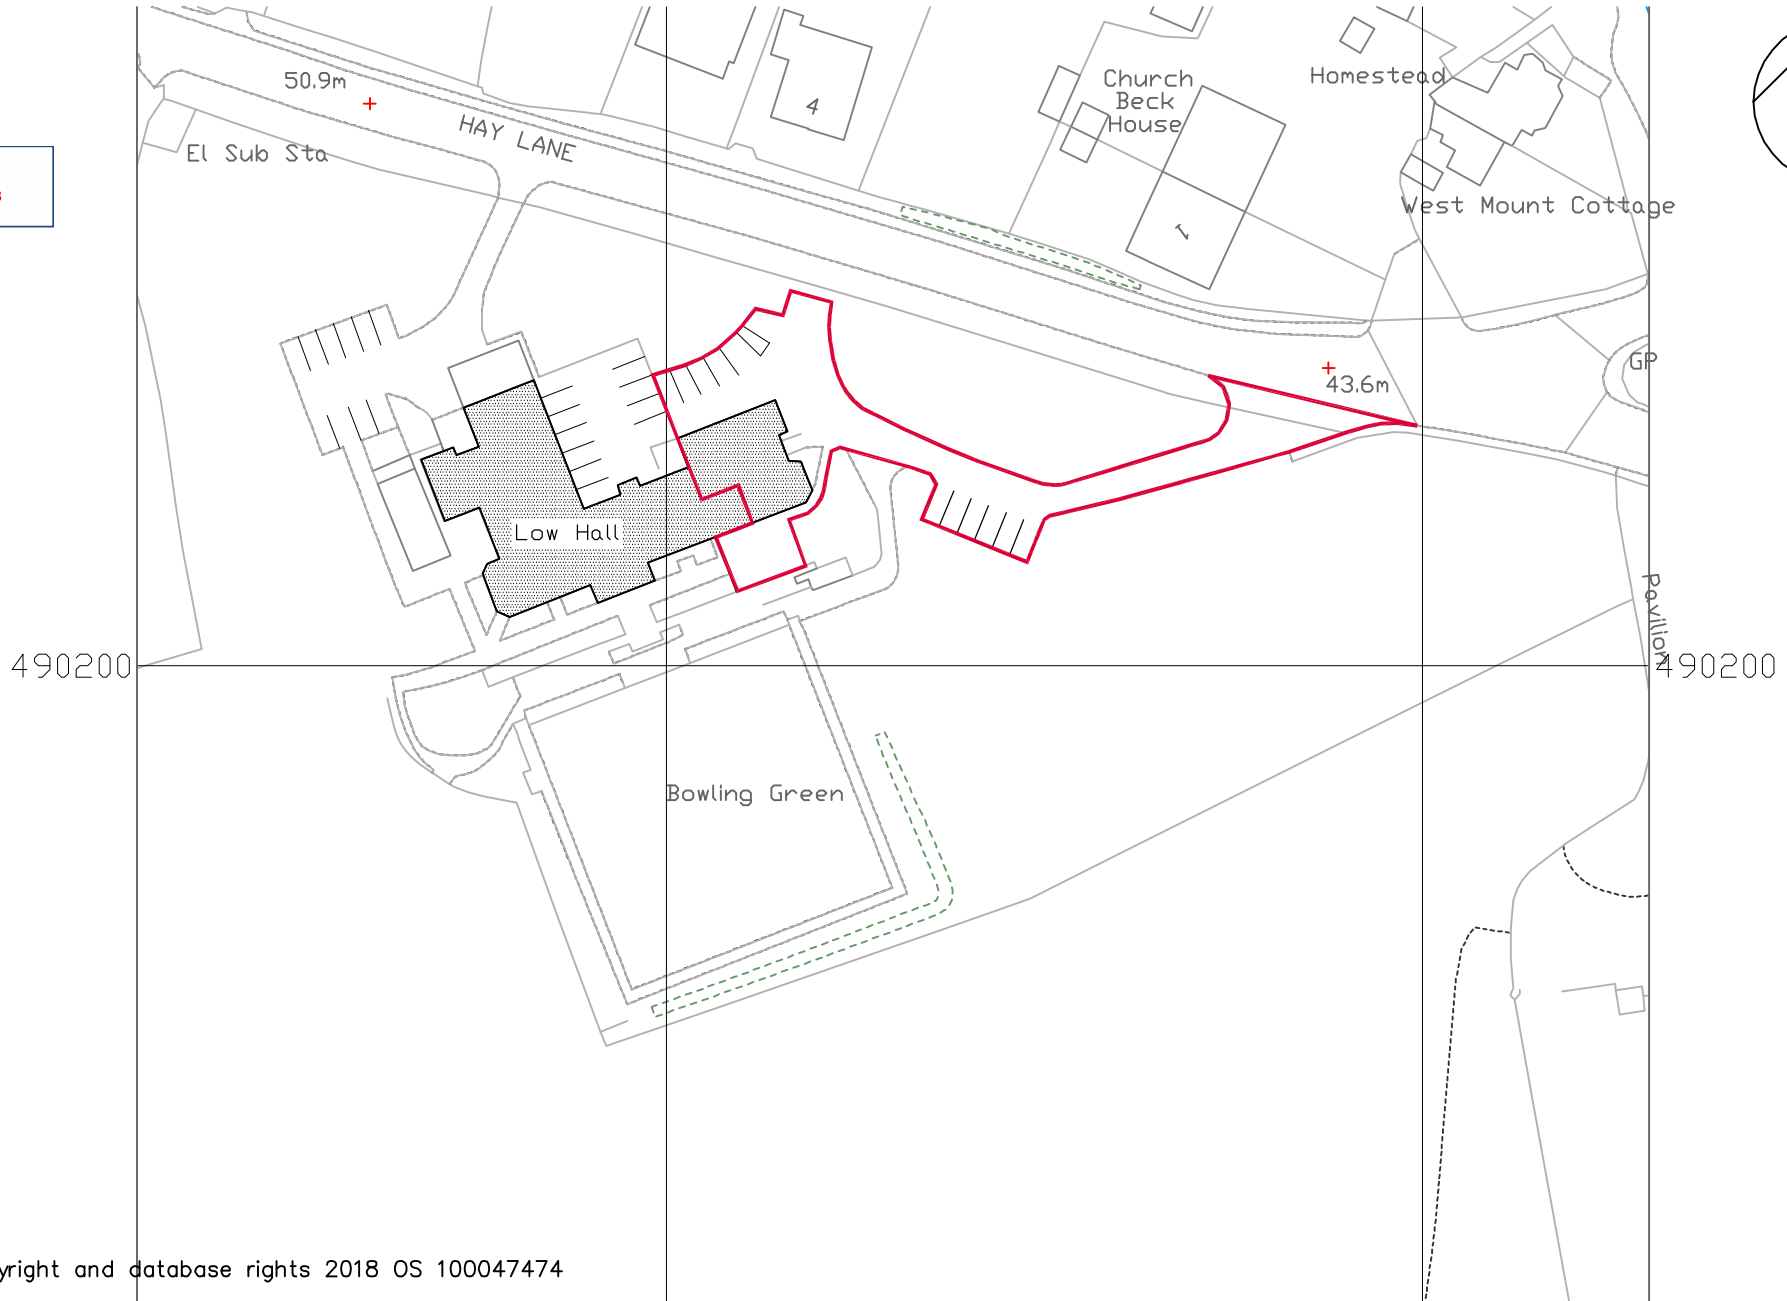 50.9m
HAY LANE
El Sub Sta
4
Church
Beck
House
1
Homestead
West Mount Cottage
GP
43.6m
Low Hall
Pavilion
490200
490200
Bowling Green
yright and database rights 2018 OS 100047474